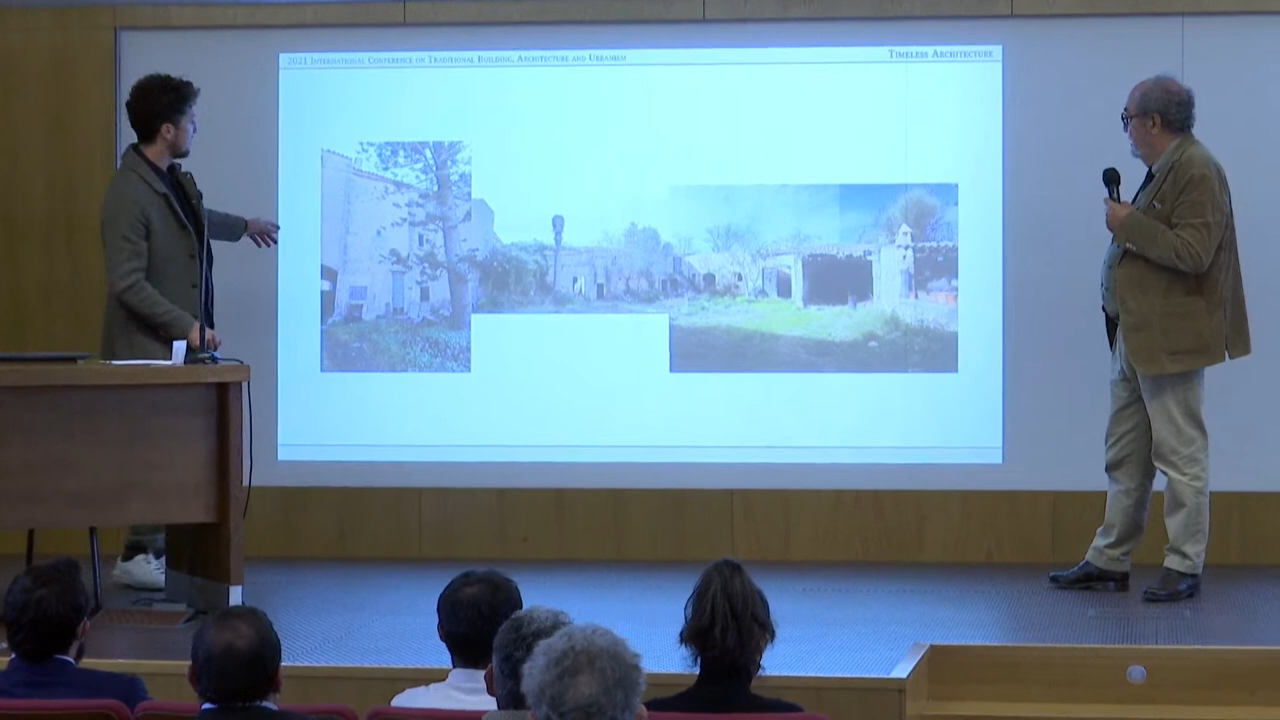 2021 International Conference on Traditional Building, Architecture and Urbanism
Timeless Architecture